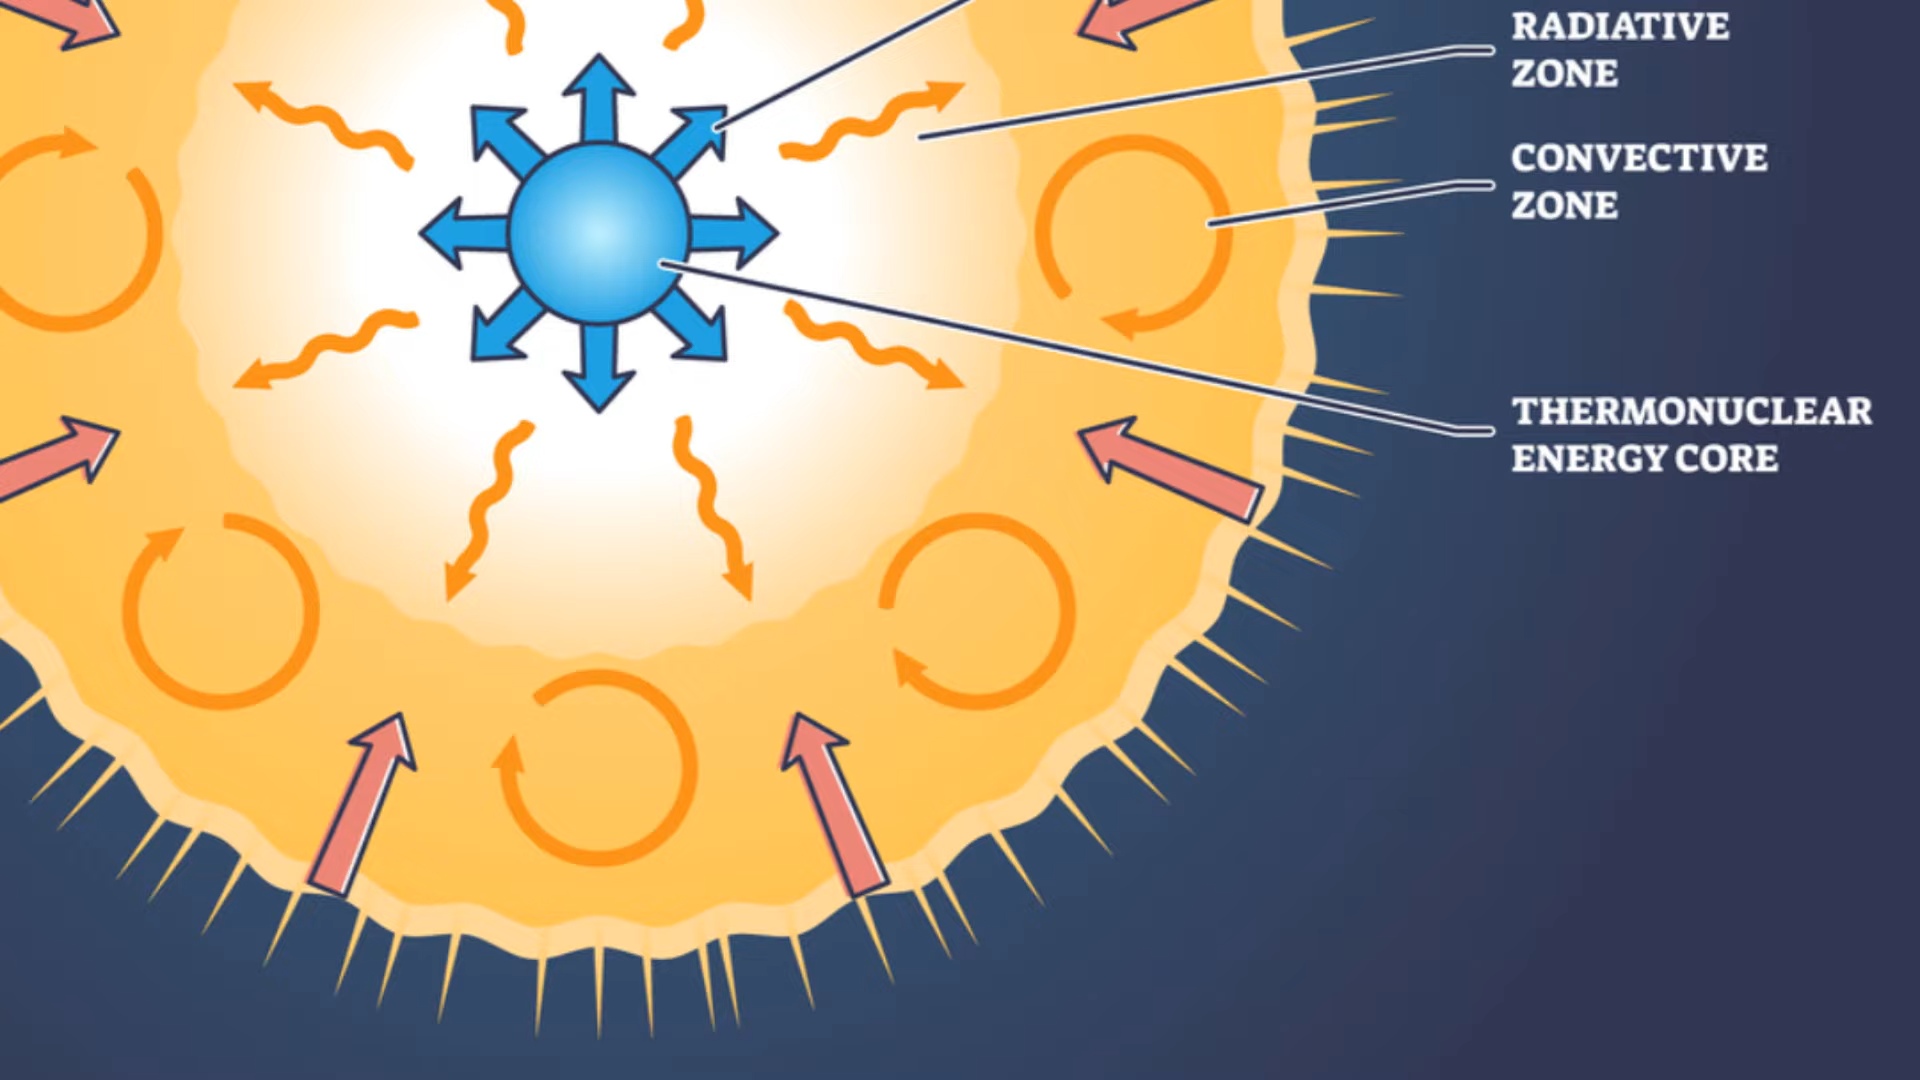 RADIATIVE
ZONE
CONVECTIVE
ZONE
THERMONUCLEAR
ENERGY CORE